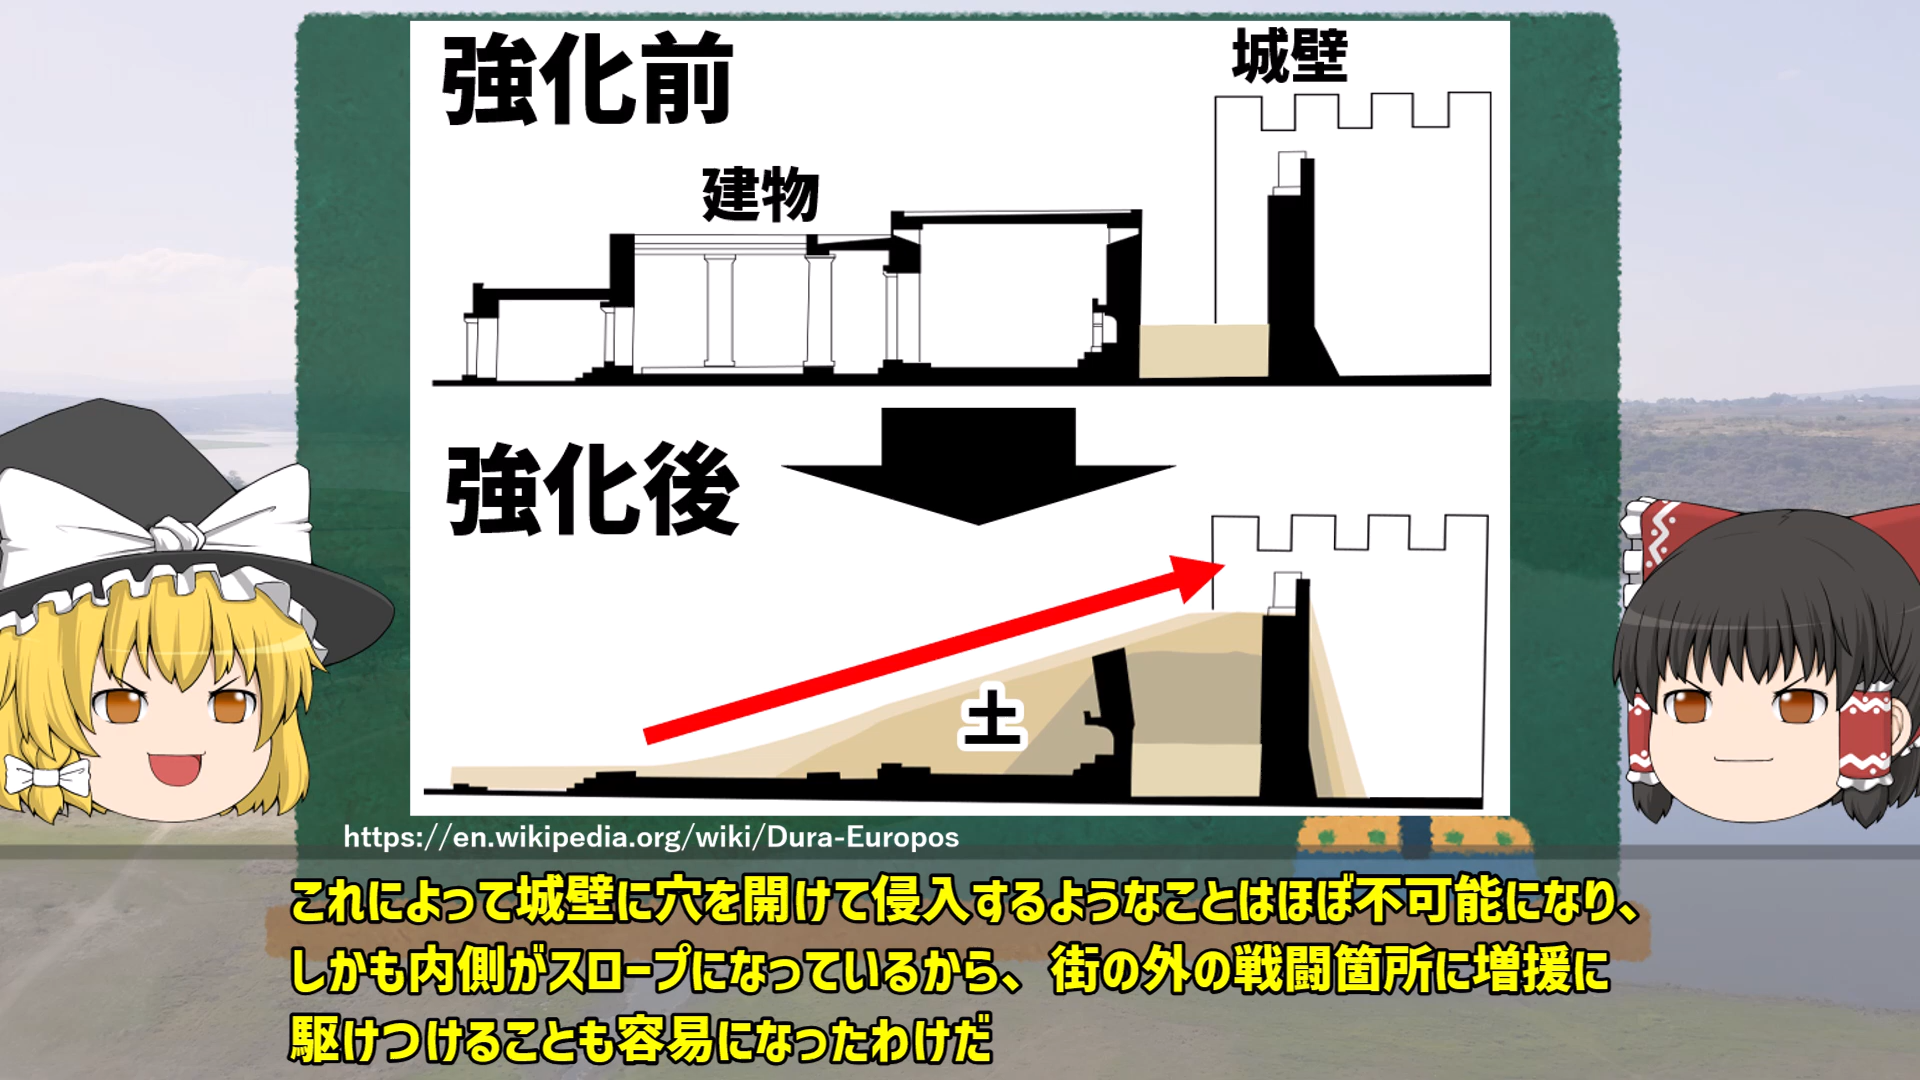 強化前
城壁
建物
強化後
土
https://en.wikipedia.org/wiki/Dura-Europos
これによって城壁に穴を開けて侵入するようなことはほぼ不可能になり、
しかも内側がスロープになっているから、街の外の戦闘箇所に増援に
駆けつけることも容易になったわけだ